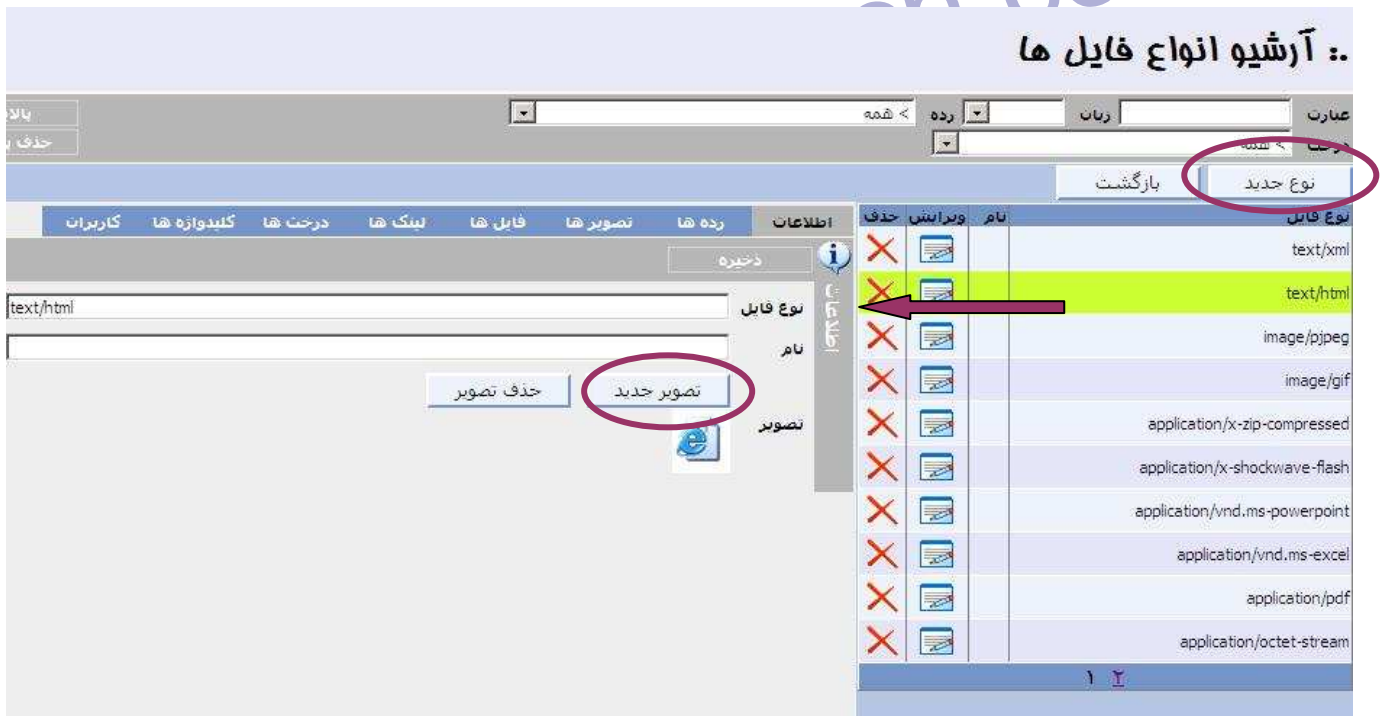 .: آرشیو انواع فایل ها
عبارت زبان رده > همه
درخت > همه
نوع جدید بازگشت
نوع فایل نام ویرایش حذف
text/xml
text/html
image/pjpeg
image/gif
application/x-zip-compressed
application/x-shockwave-flash
application/vnd.ms-powerpoint
application/vnd.ms-excel
application/pdf
application/octet-stream
۱ ۲
اطلاعات رده ها تصویر ها فایل ها لینک ها درخت ها کلیدواژه ها کاربران
ذخیره
اطلاعات
نوع فایل text/html
نام
تصویر جدید حذف تصویر
تصویر
حذف